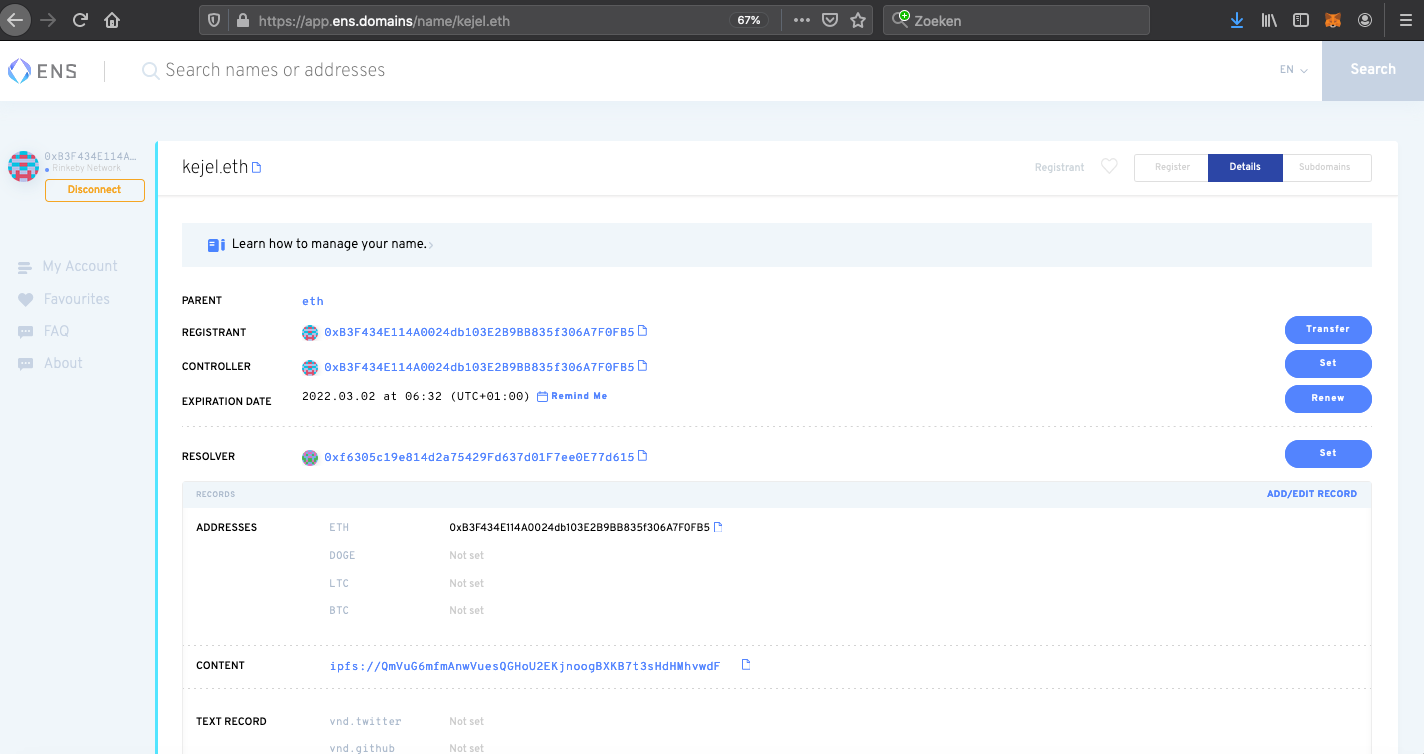 https://app.ens.domains/name/kejel.eth 67% Zoeken
ENS Search names or addresses EN Search
0xB3F434E114A...
Rinkeby Network
Disconnect
My Account
Favourites
FAQ
About
kejel.eth Registrant Register Details Subdomains
Learn how to manage your name.
PARENT eth
REGISTRANT 0xB3F434E114A0024db103E2B9BB835f306A7F0FB5 Transfer
CONTROLLER 0xB3F434E114A0024db103E2B9BB835f306A7F0FB5 Set
EXPIRATION DATE 2022.03.02 at 06:32 (UTC+01:00) Remind Me Renew
RESOLVER 0xf6305c19e814d2a75429Fd637d01F7ee0E77d615 Set
RECORDS ADD/EDIT RECORD
ADDRESSES ETH 0xB3F434E114A0024db103E2B9BB835f306A7F0FB5
DOGE Not set
LTC Not set
BTC Not set
CONTENT ipfs://QmVuG6mfmAnwVuesQGHoU2EKjnoogBXKB7t3sHdHMhvwdF
TEXT RECORD vnd.twitter Not set
vnd.github Not set